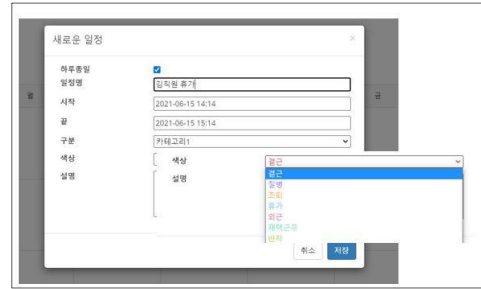 새로운 일정 ×
하루종일
일정명 김직원 휴가
시작 2021-06-15 14:14
끝 2021-06-15 15:14
구분 카테고리1
색상
설명
색상 결근
설명
결근
질병
조퇴
휴가
외근
재택근무
반차
취소 저장
월
금